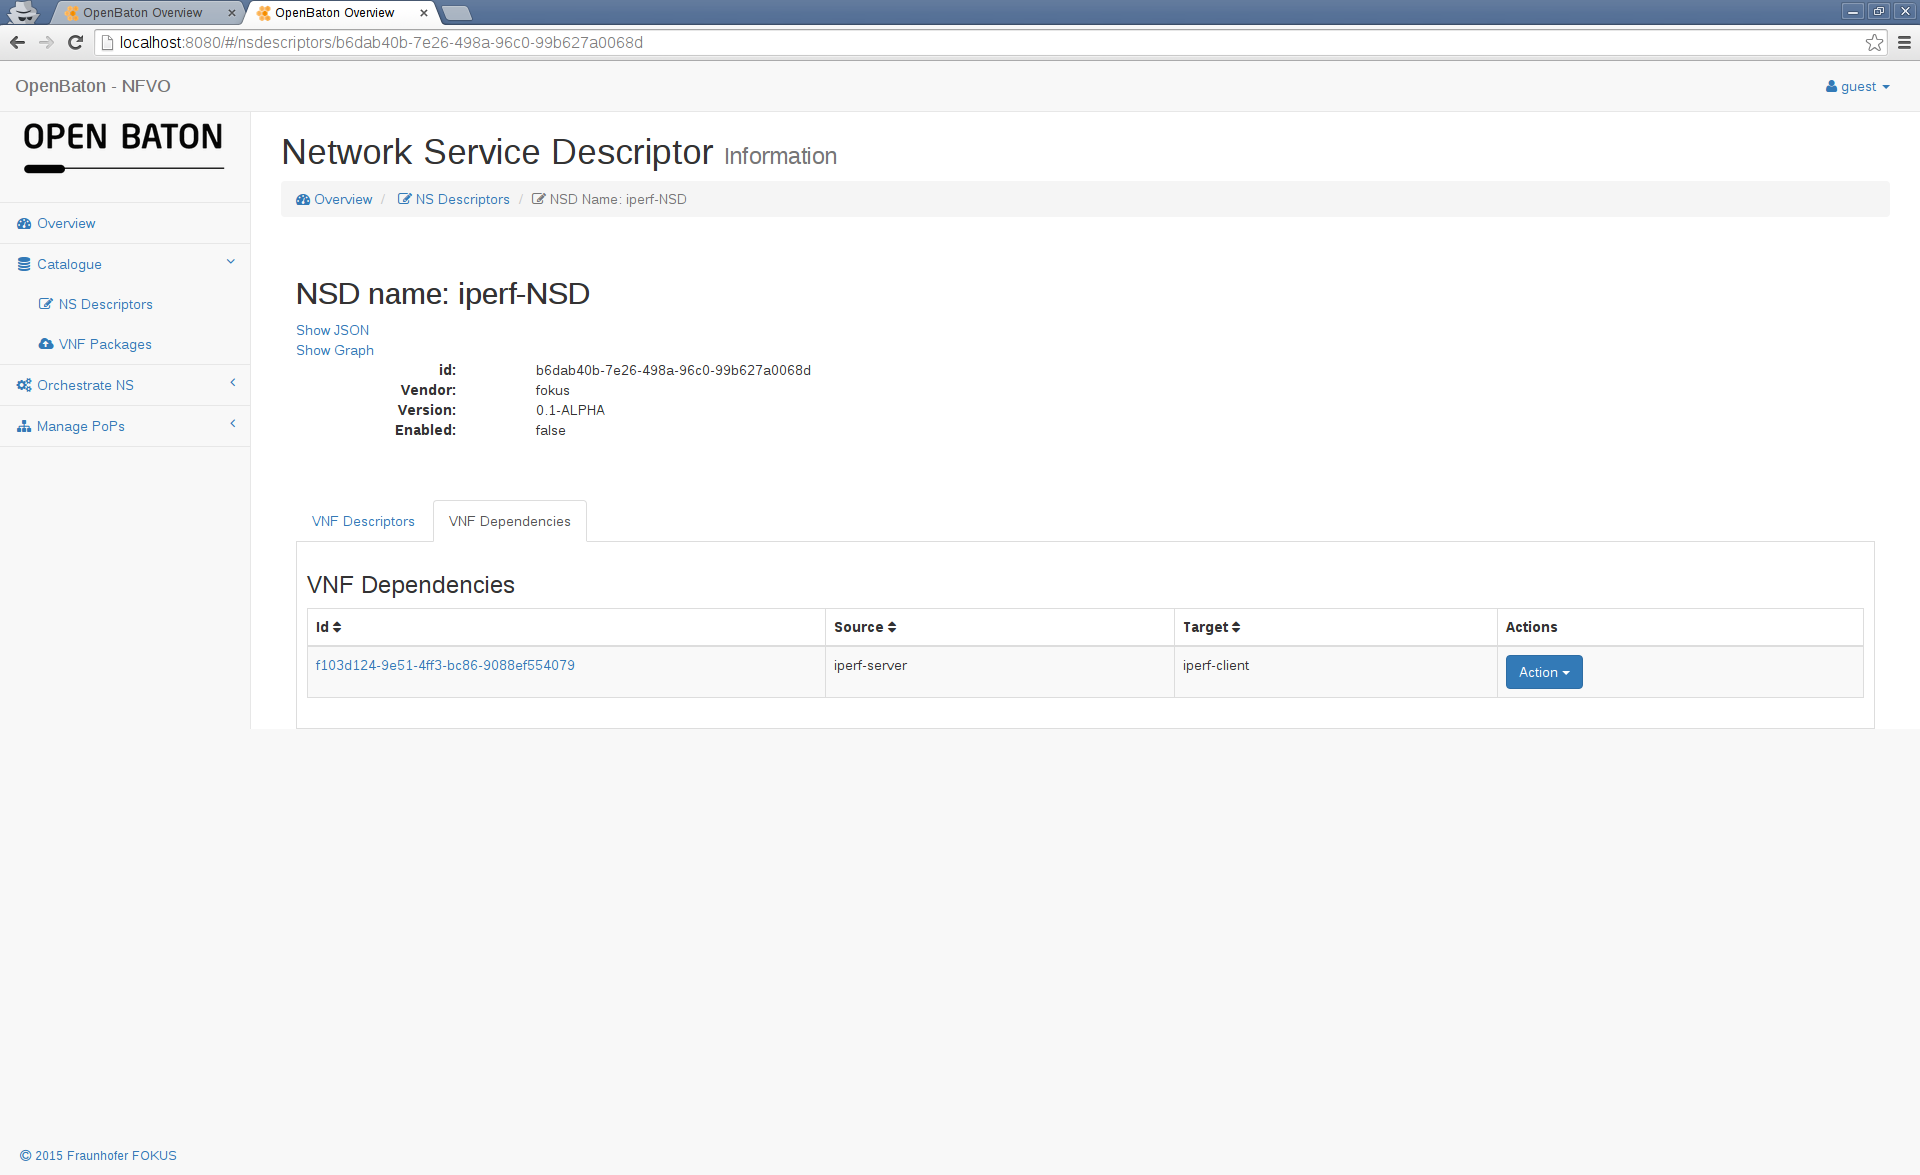 OpenBaton Overview
OpenBaton Overview
localhost:8080/#/nsdescriptors/b6dab40b-7e26-498a-96c0-99b627a0068d
OpenBaton - NFVO
guest
OPEN BATON
Overview
Catalogue
NS Descriptors
VNF Packages
Orchestrate NS
Manage PoPs
Network Service Descriptor Information
Overview / NS Descriptors / NSD Name: iperf-NSD
NSD name: iperf-NSD
Show JSON
Show Graph
id: b6dab40b-7e26-498a-96c0-99b627a0068d
Vendor: fokus
Version: 0.1-ALPHA
Enabled: false
VNF Descriptors VNF Dependencies
VNF Dependencies
Id Source Target Actions
f103d124-9e51-4ff3-bc86-9088ef554079 iperf-server iperf-client Action
© 2015 Fraunhofer FOKUS